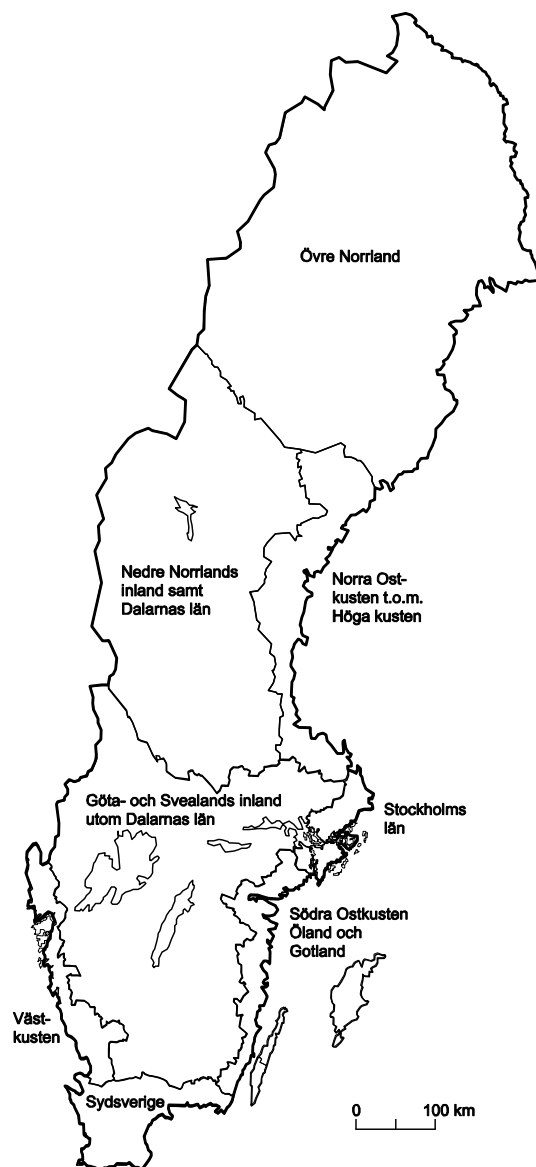 Övre Norrland
Nedre Norrlands
inland samt
Dalarnas län
Norra Ost-
kusten t.o.m.
Höga kusten
Göta- och Svealands inland
utom Dalarnas län
Stockholms
län
Södra Ostkusten
Öland och
Gotland
Väst-
kusten
Sydsverige
0 100 km